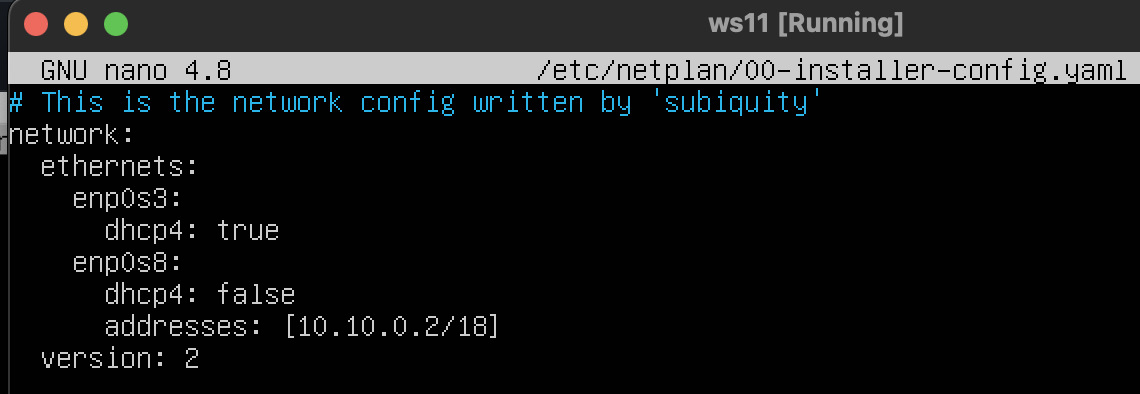 ws11 [Running]
GNU nano 4.8 /etc/netplan/00-installer-config.yaml
# This is the network config written by 'subiquity'
network:
  ethernets:
    enp0s3:
      dhcp4: true
    enp0s8:
      dhcp4: false
      addresses: [10.10.0.2/18]
  version: 2